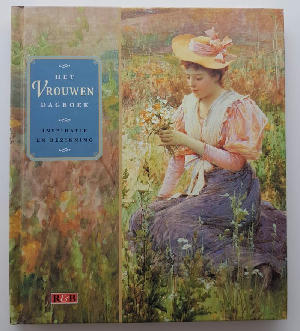 HET
VROUWEN
DAGBOEK
INSPIRATIE
EN BEZINNING
R&B